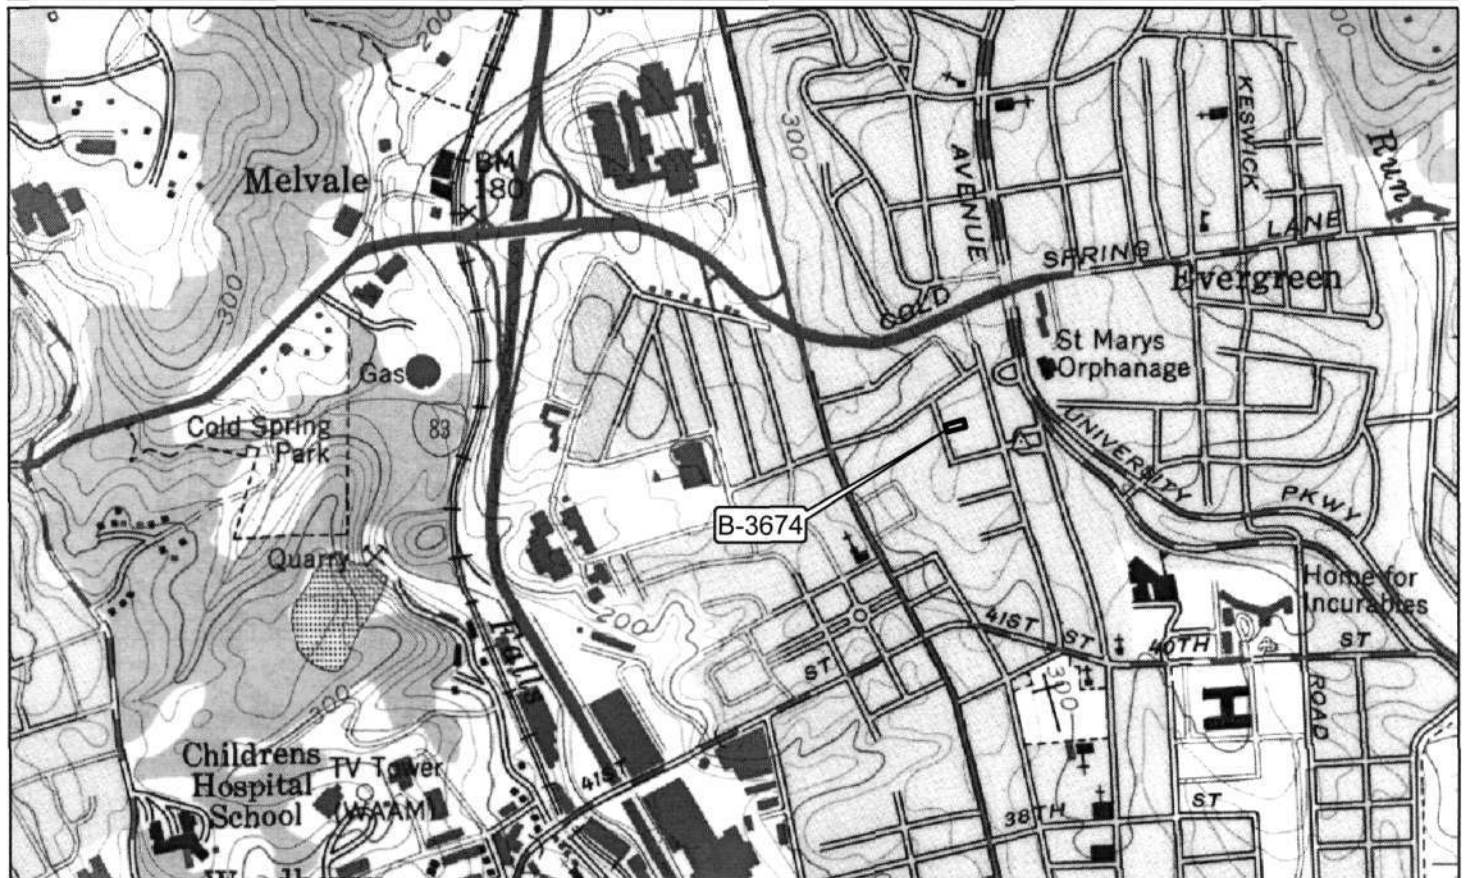 200
300
00
KESWICK
Run
BM
180
Melvale
AVENUE
LANE
SPRING
Evergreen
300
COLD
St Marys
Orphanage
Gas
Cold Spring
Park
83
UNIVERSITY
PKWY
B-3674
Quarry
Home for
Incurables
200
41ST ST
40TH ST
Falls
ST
300
300
ROAD
Childrens
Hospital
School
TV Tower
(WAAM)
41ST
38TH ST